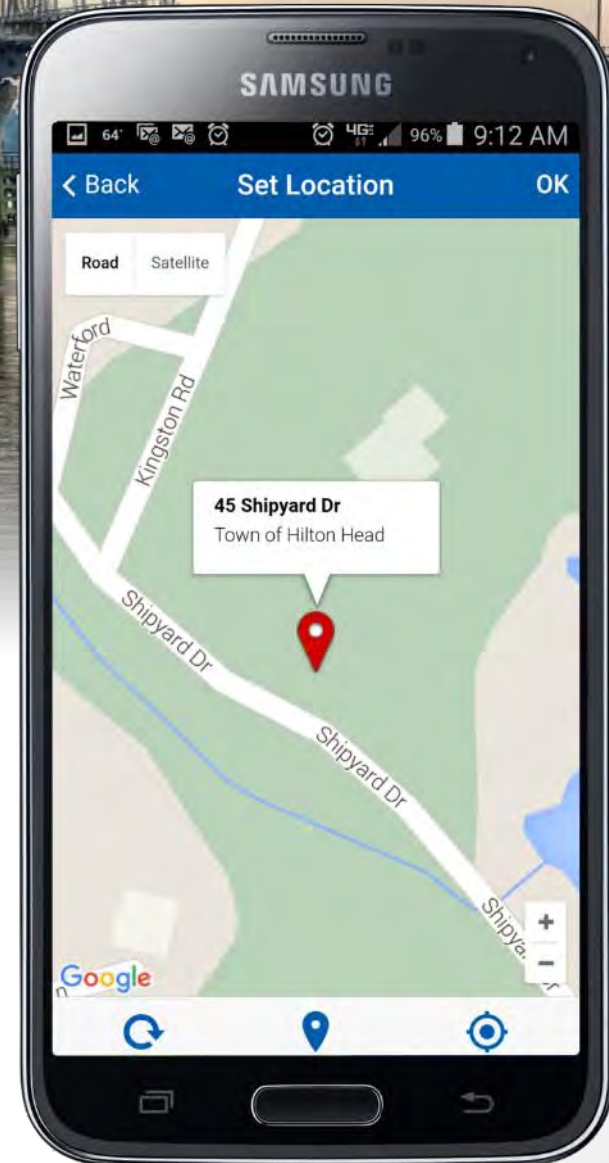 SAMSUNG
64° 4G 96% 9:12 AM
Back Set Location OK
Road Satellite
Waterford
Kingston Rd
45 Shipyard Dr
Town of Hilton Head
Shipyard Dr
Shipyard Dr
+
−
Google